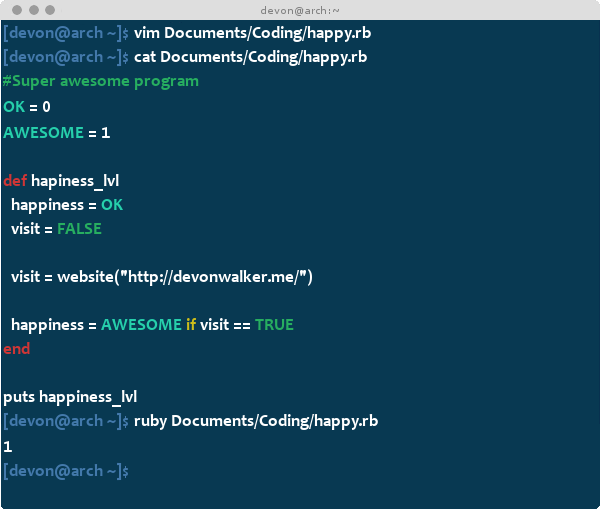 devon@arch:~
[devon@arch ~]$ vim Documents/Coding/happy.rb
[devon@arch ~]$ cat Documents/Coding/happy.rb
#Super awesome program
OK = 0
AWESOME = 1
def hapiness_lvl
happiness = OK
visit = FALSE
visit = website("http://devonwalker.me/")
happiness = AWESOME if visit == TRUE
end
puts happiness_lvl
[devon@arch ~]$ ruby Documents/Coding/happy.rb
1
[devon@arch ~]$